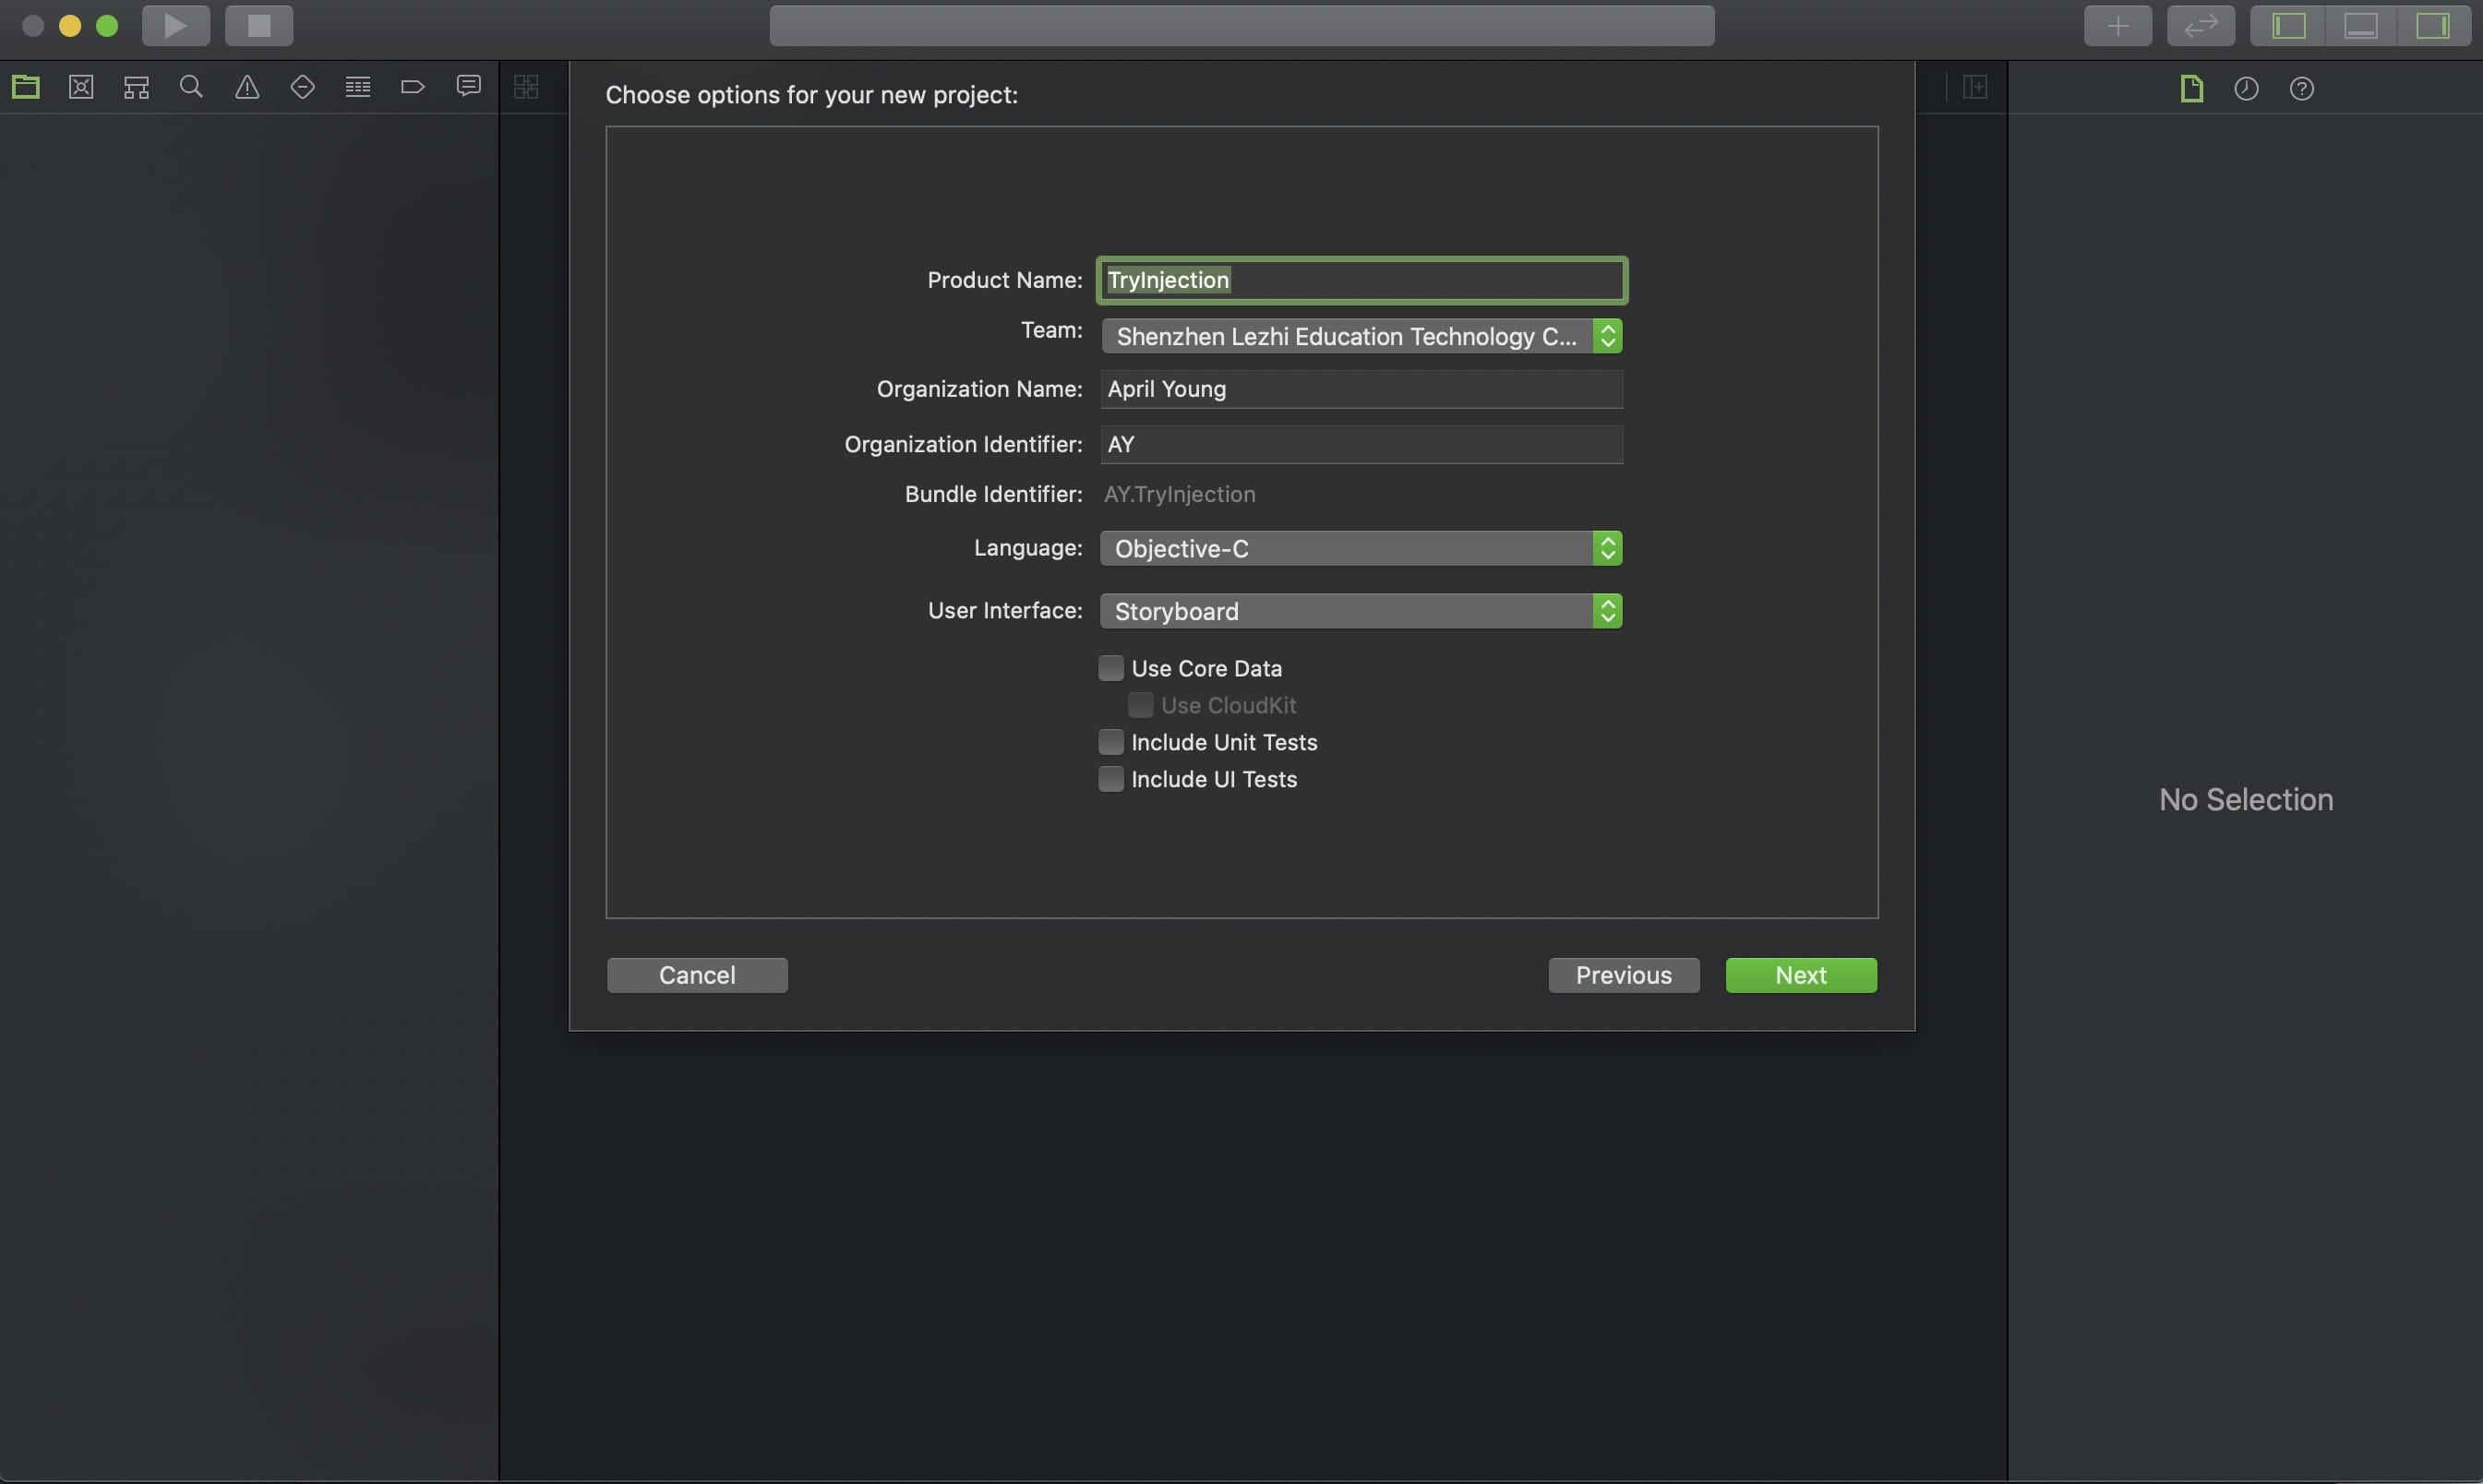 Choose options for your new project:
Product Name: TryInjection
Team: Shenzhen Lezhi Education Technology C...
Organization Name: April Young
Organization Identifier: AY
Bundle Identifier: AY.TryInjection
Language: Objective-C
User Interface: Storyboard
Use Core Data
Use CloudKit
Include Unit Tests
Include UI Tests
No Selection
Cancel Previous Next